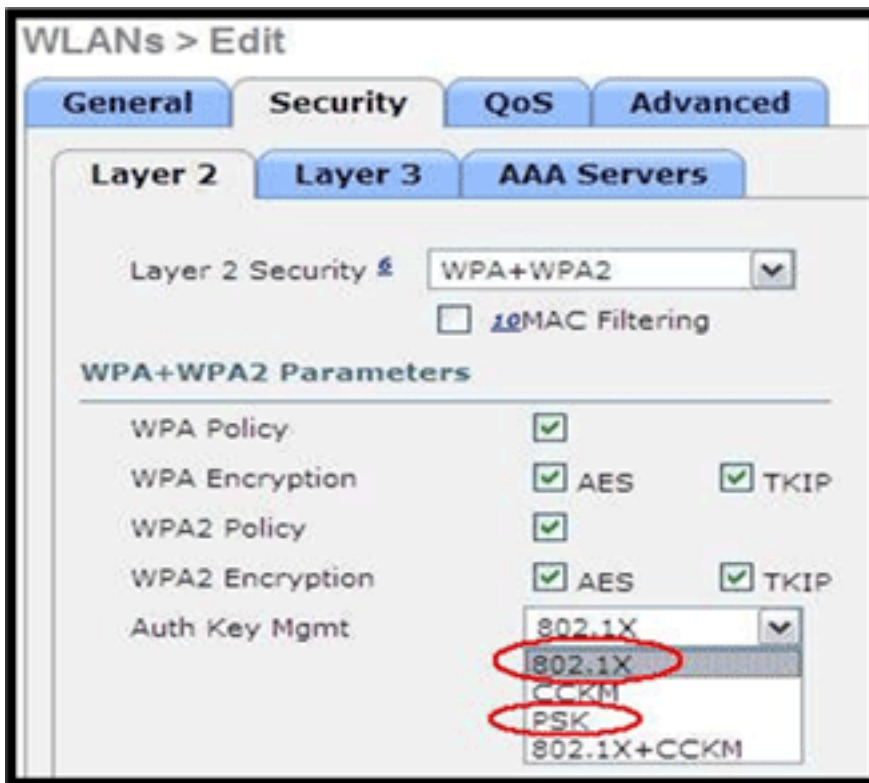 WLANs > Edit
General Security QoS Advanced
Layer 2 Layer 3 AAA Servers
Layer 2 Security 6 WPA+WPA2
10MAC Filtering
WPA+WPA2 Parameters
WPA Policy
WPA Encryption AES TKIP
WPA2 Policy
WPA2 Encryption AES TKIP
Auth Key Mgmt 802.1X
802.1X
CCKM
PSK
802.1X+CCKM